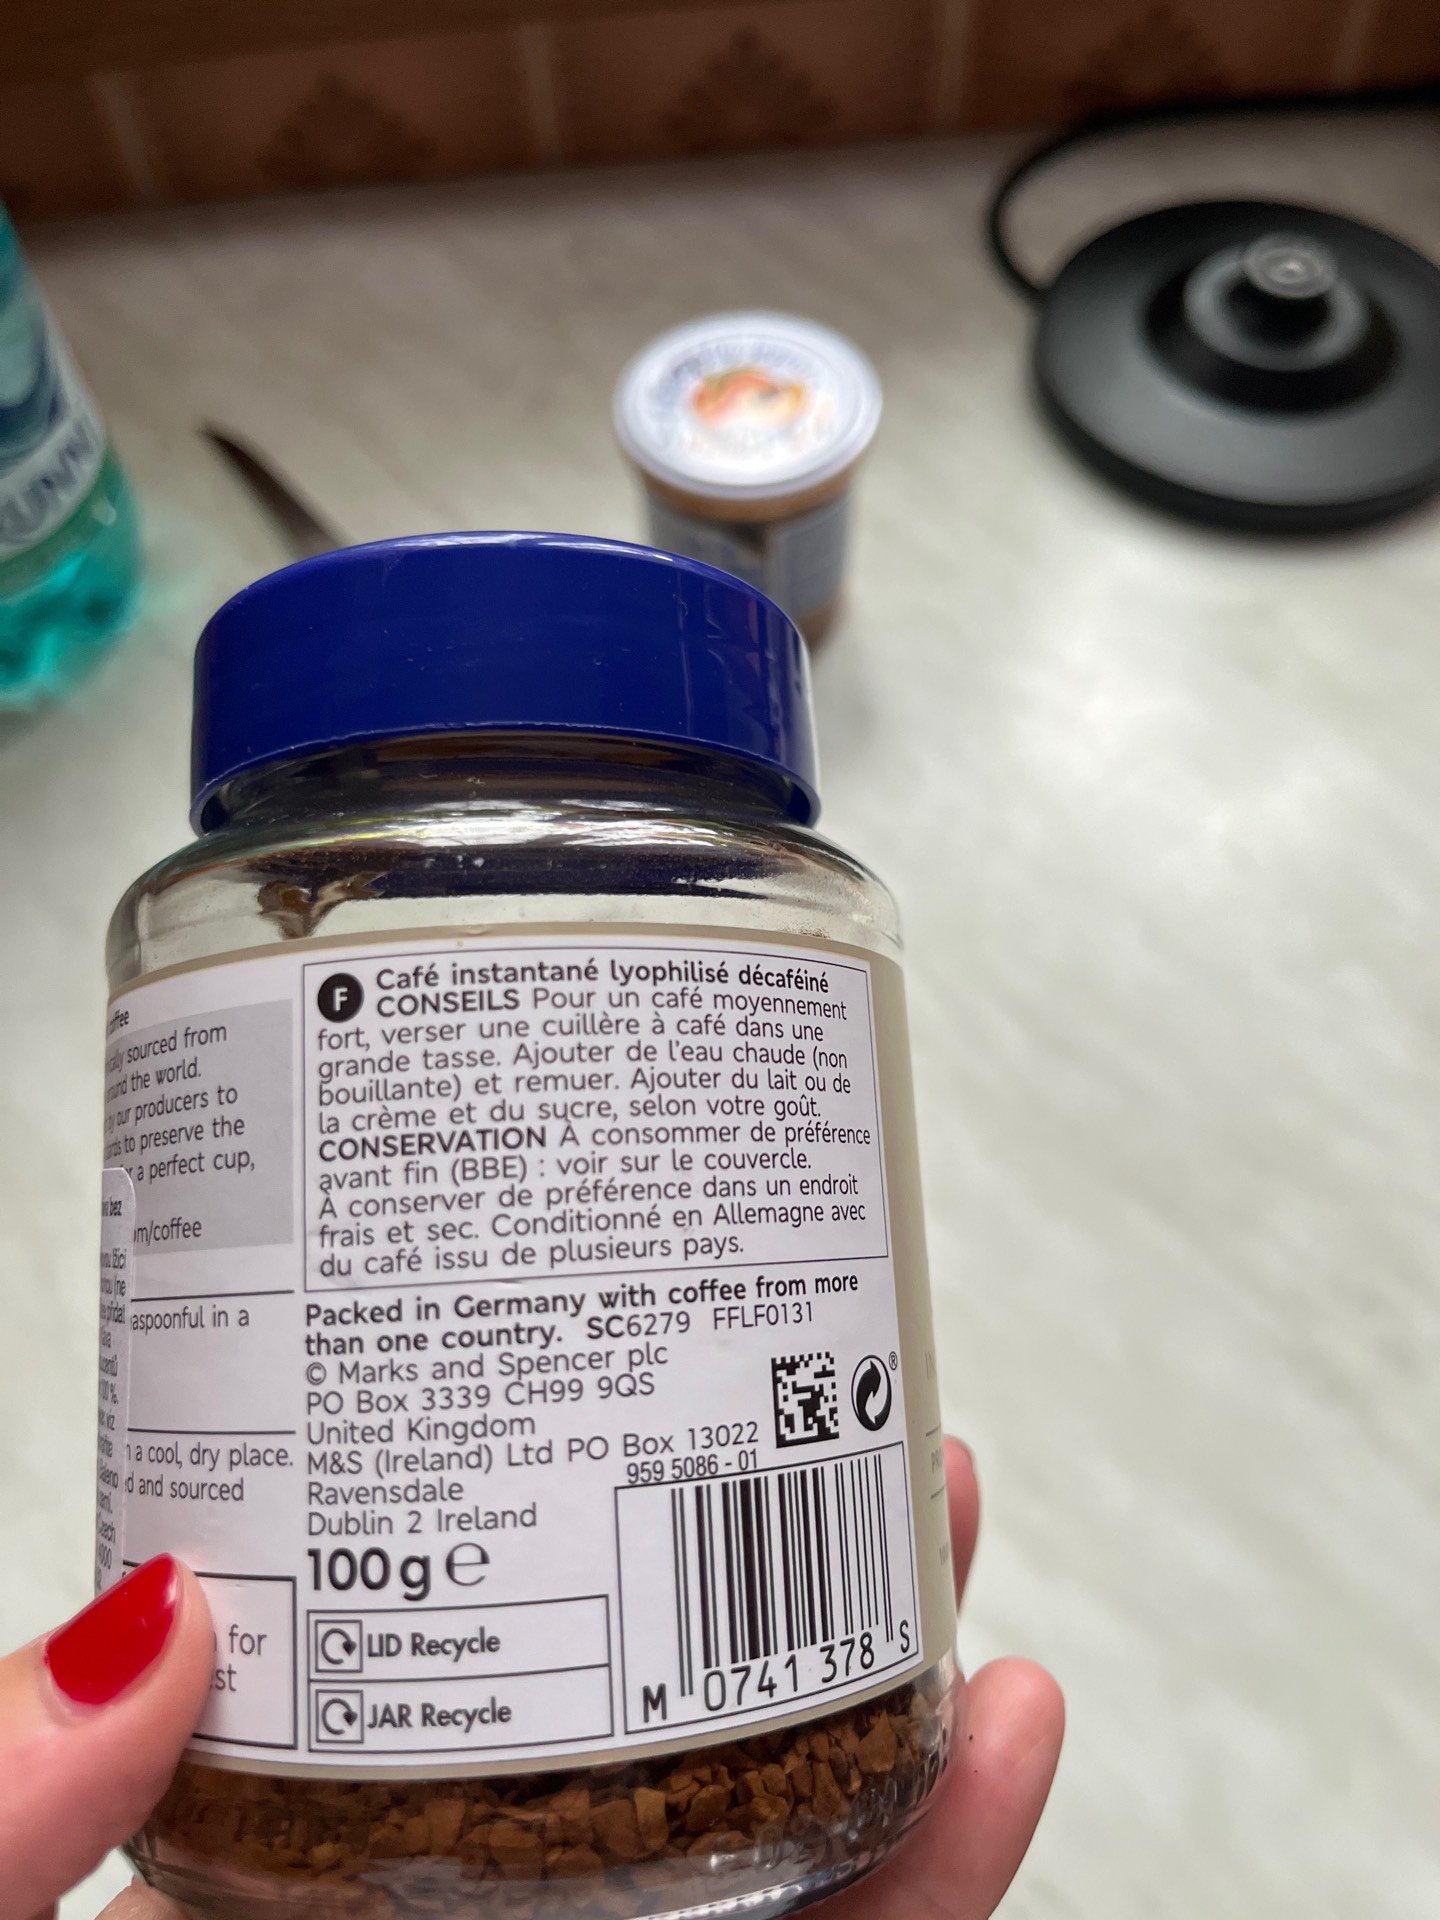 coffee
sourced from
around the world.
our producers to
to preserve the
a perfect cup,
om/coffee
bez
lžící
in a
a cool, dry place.
and sourced
for
F Café instantané lyophilisé décaféiné
CONSEILS Pour un café moyennement
fort, verser une cuillère à café dans une
grande tasse. Ajouter de l'eau chaude (non
bouillante) et remuer. Ajouter du lait ou de
la crème et du sucre, selon votre goût.
CONSERVATION À consommer de préférence
avant fin (BBE) : voir sur le couvercle.
À conserver de préférence dans un endroit
frais et sec. Conditionné en Allemagne avec
du café issu de plusieurs pays.
Packed in Germany with coffee from more
than one country. SC6279 FFLF0131
© Marks and Spencer plc
PO Box 3339 CH99 9QS
United Kingdom
M&S (Ireland) Ltd PO Box 13022
Ravensdale
Dublin 2 Ireland
100g e
LID Recycle
JAR Recycle
959 5086 - 01
M 0741 378 S